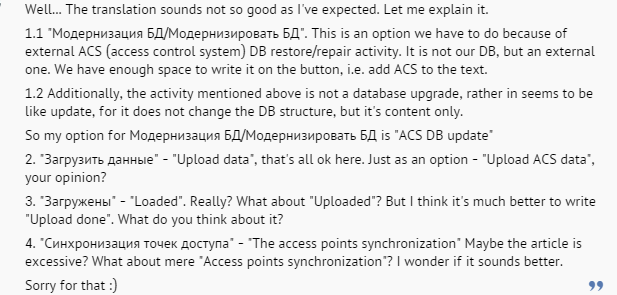 Well... The translation sounds not so good as I've expected. Let me explain it.
1.1 "Модернизация БД/Модернизировать БД". This is an option we have to do because of
external ACS (access control system) DB restore/repair activity. It is not our DB, but an external
one. We have enough space to write it on the button, i.e. add ACS to the text.
1.2 Additionally, the activity mentioned above is not a database upgrade, rather in seems to be
like update, for it does not change the DB structure, but it's content only.
So my option for Модернизация БД/Модернизировать БД is "ACS DB update"
2. "Загрузить данные" - "Upload data", that's all ok here. Just as an option - "Upload ACS data",
your opinion?
3. "Загружены" - "Loaded". Really? What about "Uploaded"? But I think it's much better to write
"Upload done". What do you think about it?
4. "Синхронизация точек доступа" - "The access points synchronization" Maybe the article is
excessive? What about mere "Access points synchronization"? I wonder if it sounds better.
Sorry for that :)